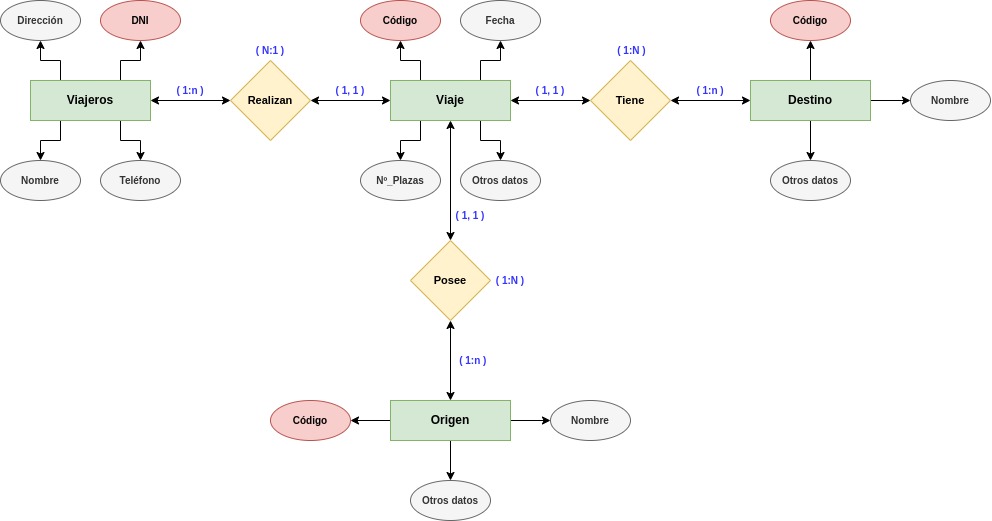 Dirección
DNI
Código
Fecha
Código
( N:1 )
( 1:N )
Viajeros
( 1:n )
Realizan
( 1, 1 )
Viaje
( 1, 1 )
Tiene
( 1:n )
Destino
Nombre
Nombre
Teléfono
Nº_Plazas
Otros datos
Otros datos
( 1, 1 )
Posee
( 1:N )
( 1:n )
Código
Origen
Nombre
Otros datos